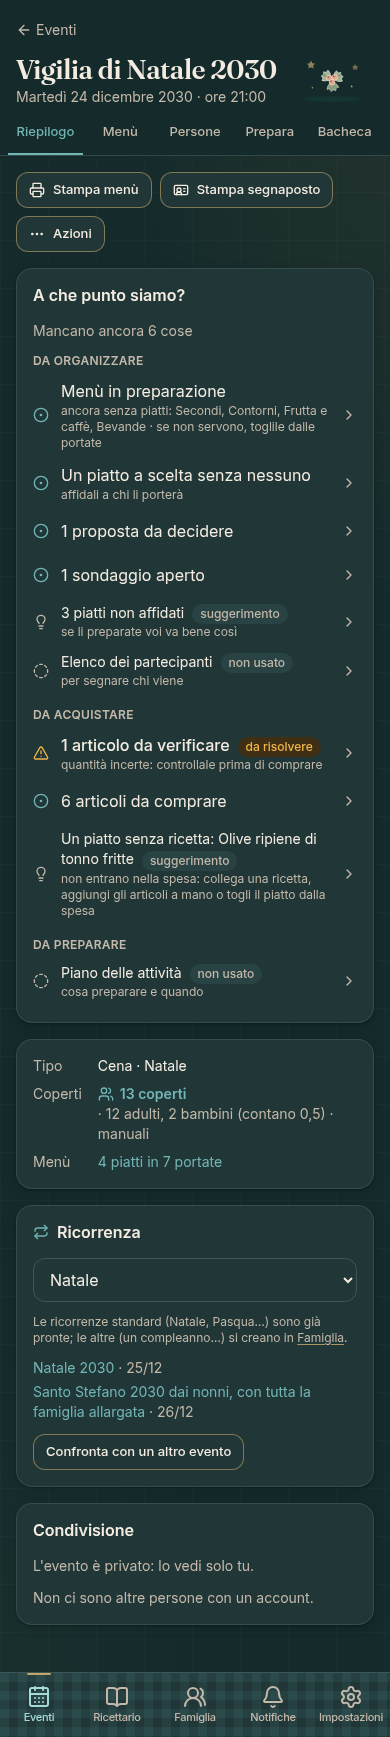 Eventi
Vigilia di Natale 2030
Martedì 24 dicembre 2030 · ore 21:00
Riepilogo
Menù
Persone
Prepara
Bacheca
Stampa menù
Stampa segnaposto
Azioni
A che punto siamo?
Mancano ancora 6 cose
DA ORGANIZZARE
Menù in preparazione
ancora senza piatti: Secondi, Contorni, Frutta e
caffè, Bevande · se non servono, toglile dalle
portate
Un piatto a scelta senza nessuno
affidali a chi li porterà
1 proposta da decidere
1 sondaggio aperto
3 piatti non affidati suggerimento
se li preparate voi va bene così
Elenco dei partecipanti non usato
per segnare chi viene
DA ACQUISTARE
1 articolo da verificare da risolvere
quantità incerte: controllale prima di comprare
6 articoli da comprare
Un piatto senza ricetta: Olive ripiene di
tonno fritte suggerimento
non entrano nella spesa: collega una ricetta,
aggiungi gli articoli a mano o togli il piatto dalla
spesa
DA PREPARARE
Piano delle attività non usato
cosa preparare e quando
Tipo Cena · Natale
Coperti 13 coperti
· 12 adulti, 2 bambini (contano 0,5) ·
manuali
Menù 4 piatti in 7 portate
Ricorrenza
Natale
Le ricorrenze standard (Natale, Pasqua…) sono già
pronte; le altre (un compleanno…) si creano in Famiglia.
Natale 2030 · 25/12
Santo Stefano 2030 dai nonni, con tutta la
famiglia allargata · 26/12
Confronta con un altro evento
Condivisione
L'evento è privato: lo vedi solo tu.
Non ci sono altre persone con un account.
Eventi
Ricettario
Famiglia
Notifiche
Impostazioni